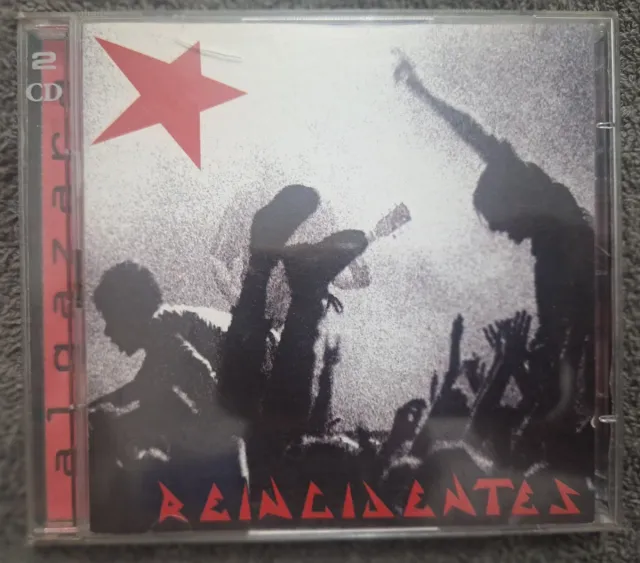 2
CD
algazara
REINCIDENTES